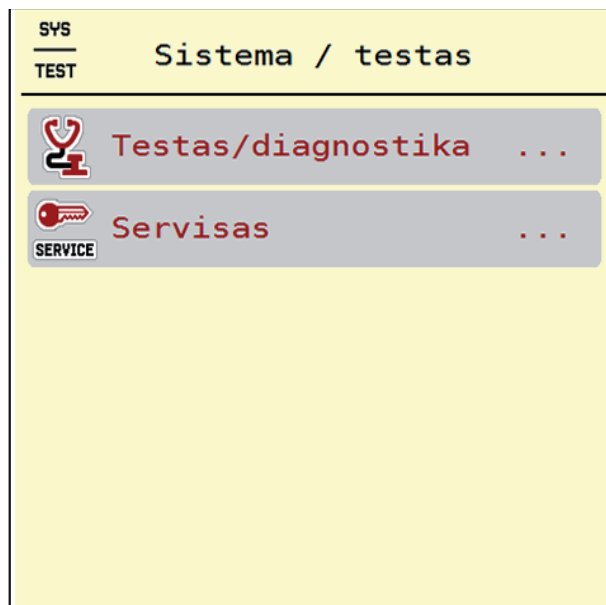 SYS
TEST
Sistema / testas
Testas/diagnostika ...
Servisas ...
SERVICE